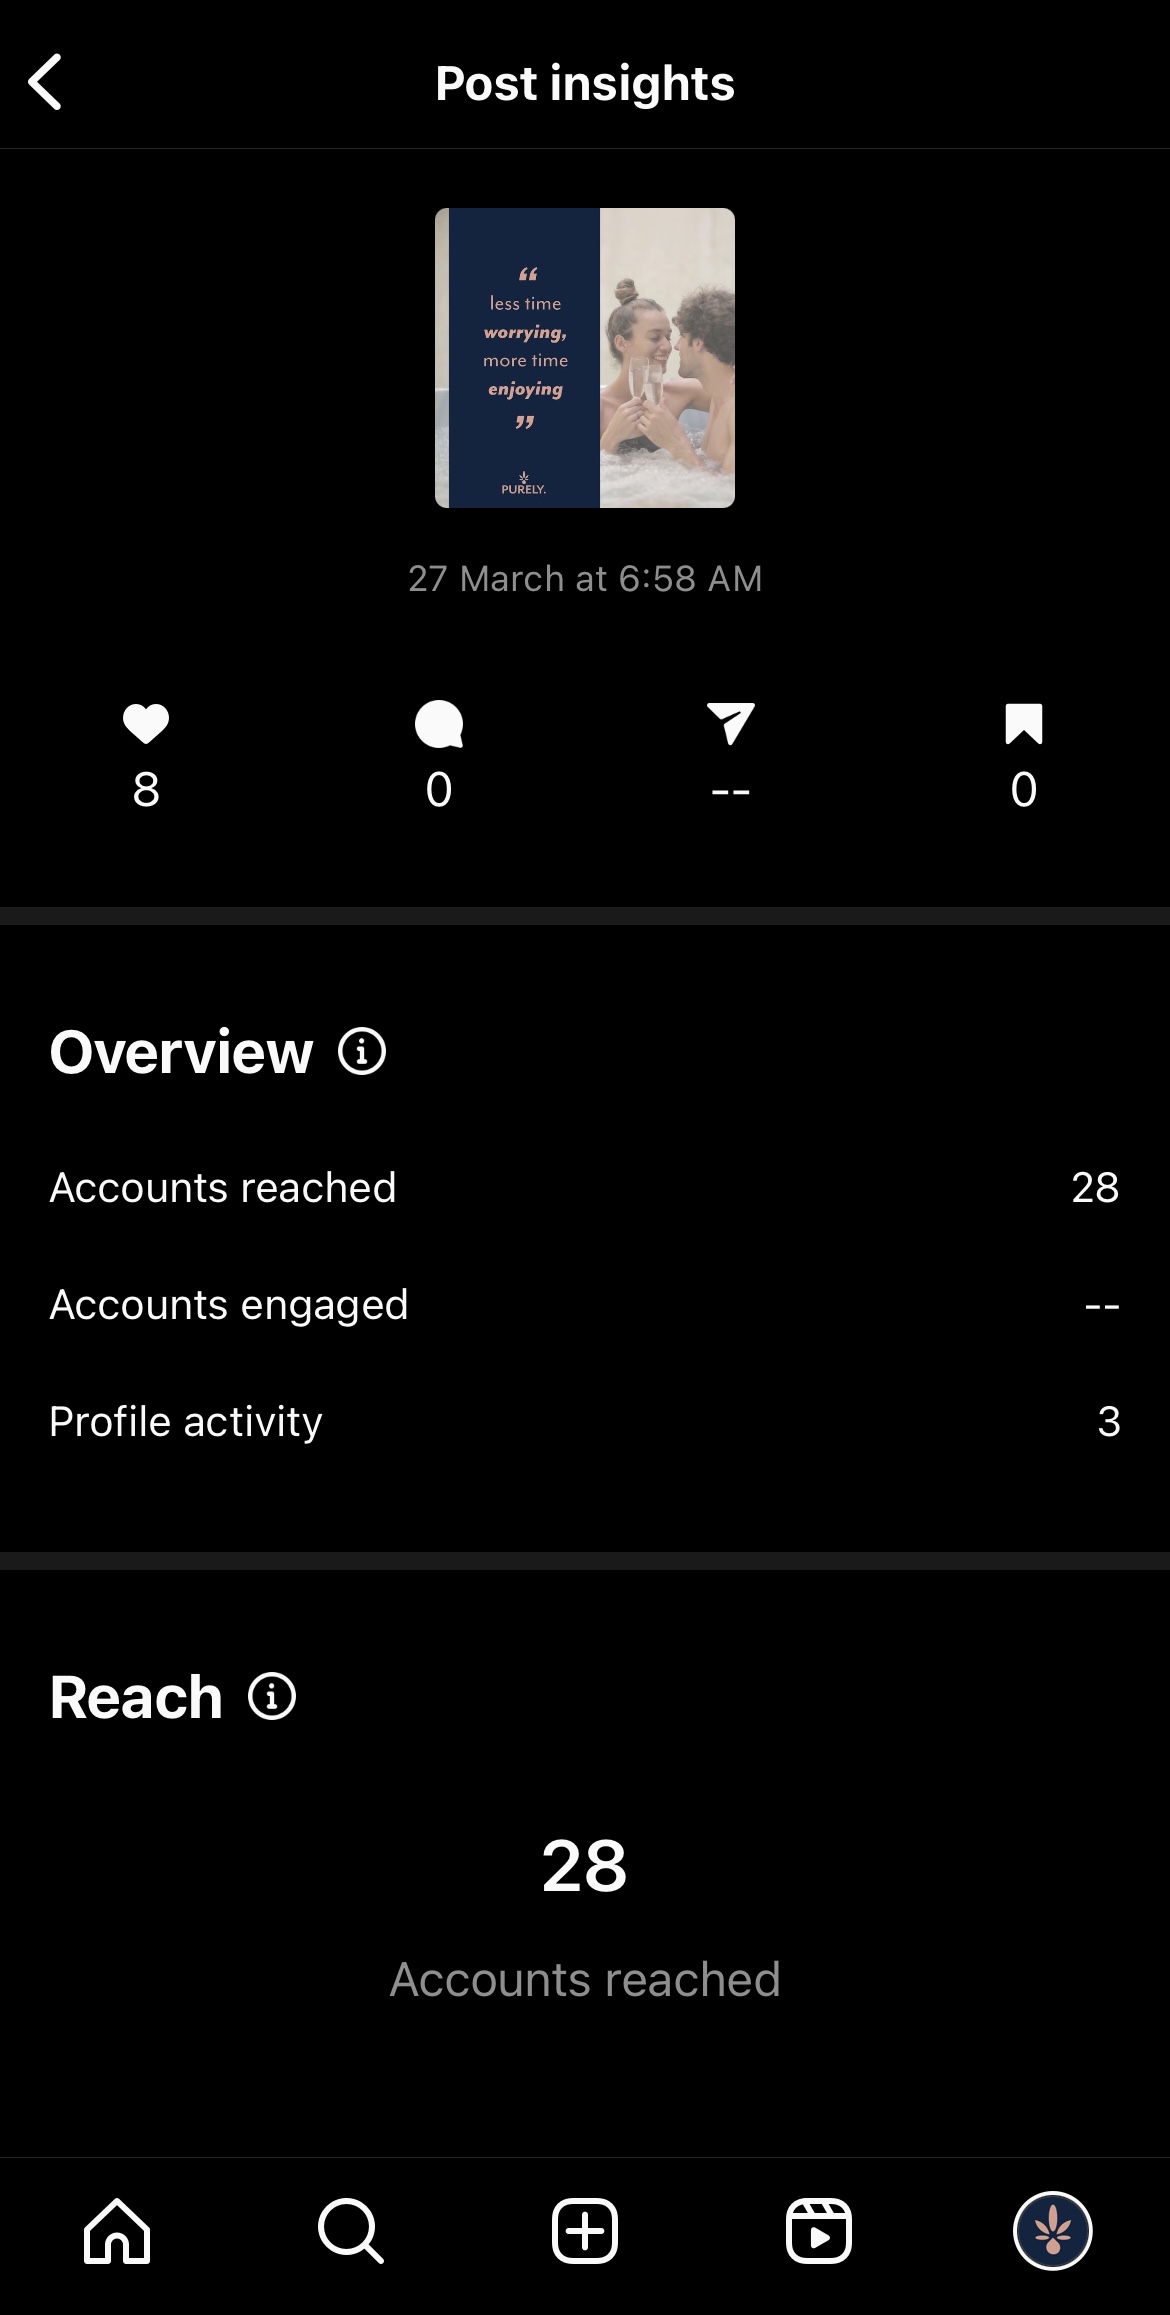 Post insights
“
less time
worrying,
more time
enjoying
”
PURELY.
27 March at 6:58 AM
8 0 -- 0
Overview
Accounts reached 28
Accounts engaged --
Profile activity 3
Reach
28
Accounts reached